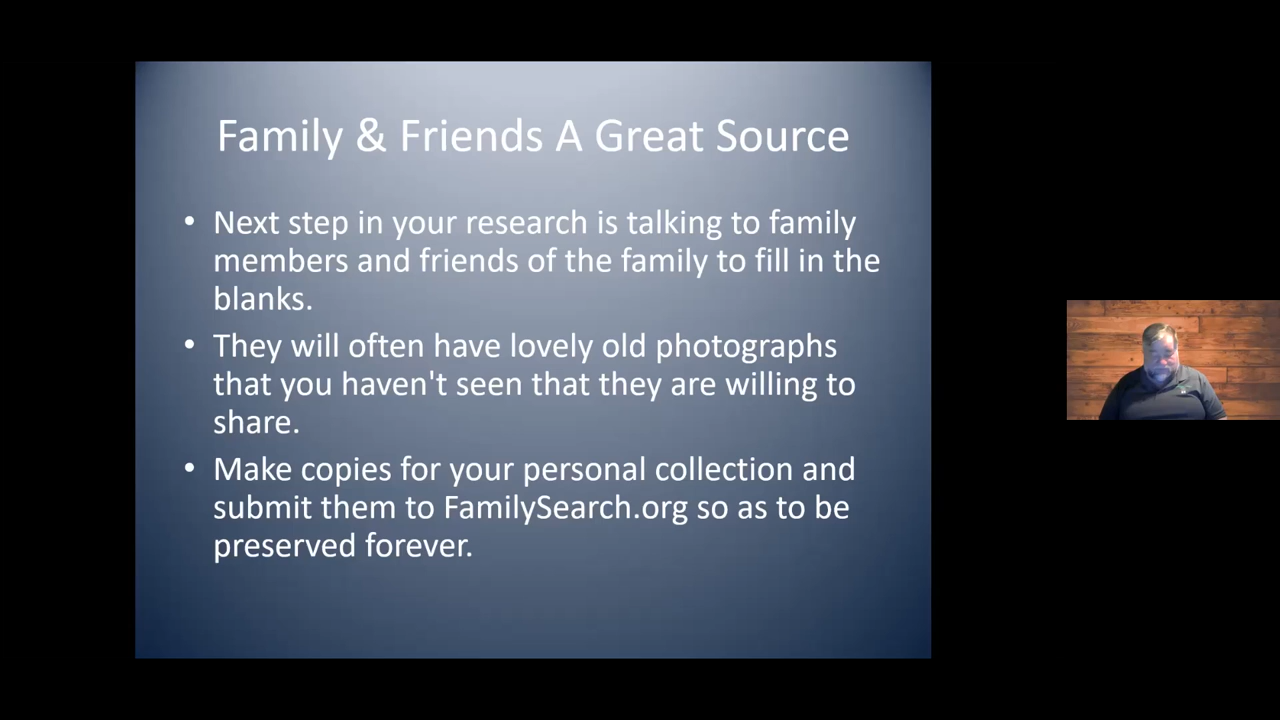 Family & Friends A Great Source
• Next step in your research is talking to family
members and friends of the family to fill in the
blanks.
• They will often have lovely old photographs
that you haven't seen that they are willing to
share.
• Make copies for your personal collection and
submit them to FamilySearch.org so as to be
preserved forever.